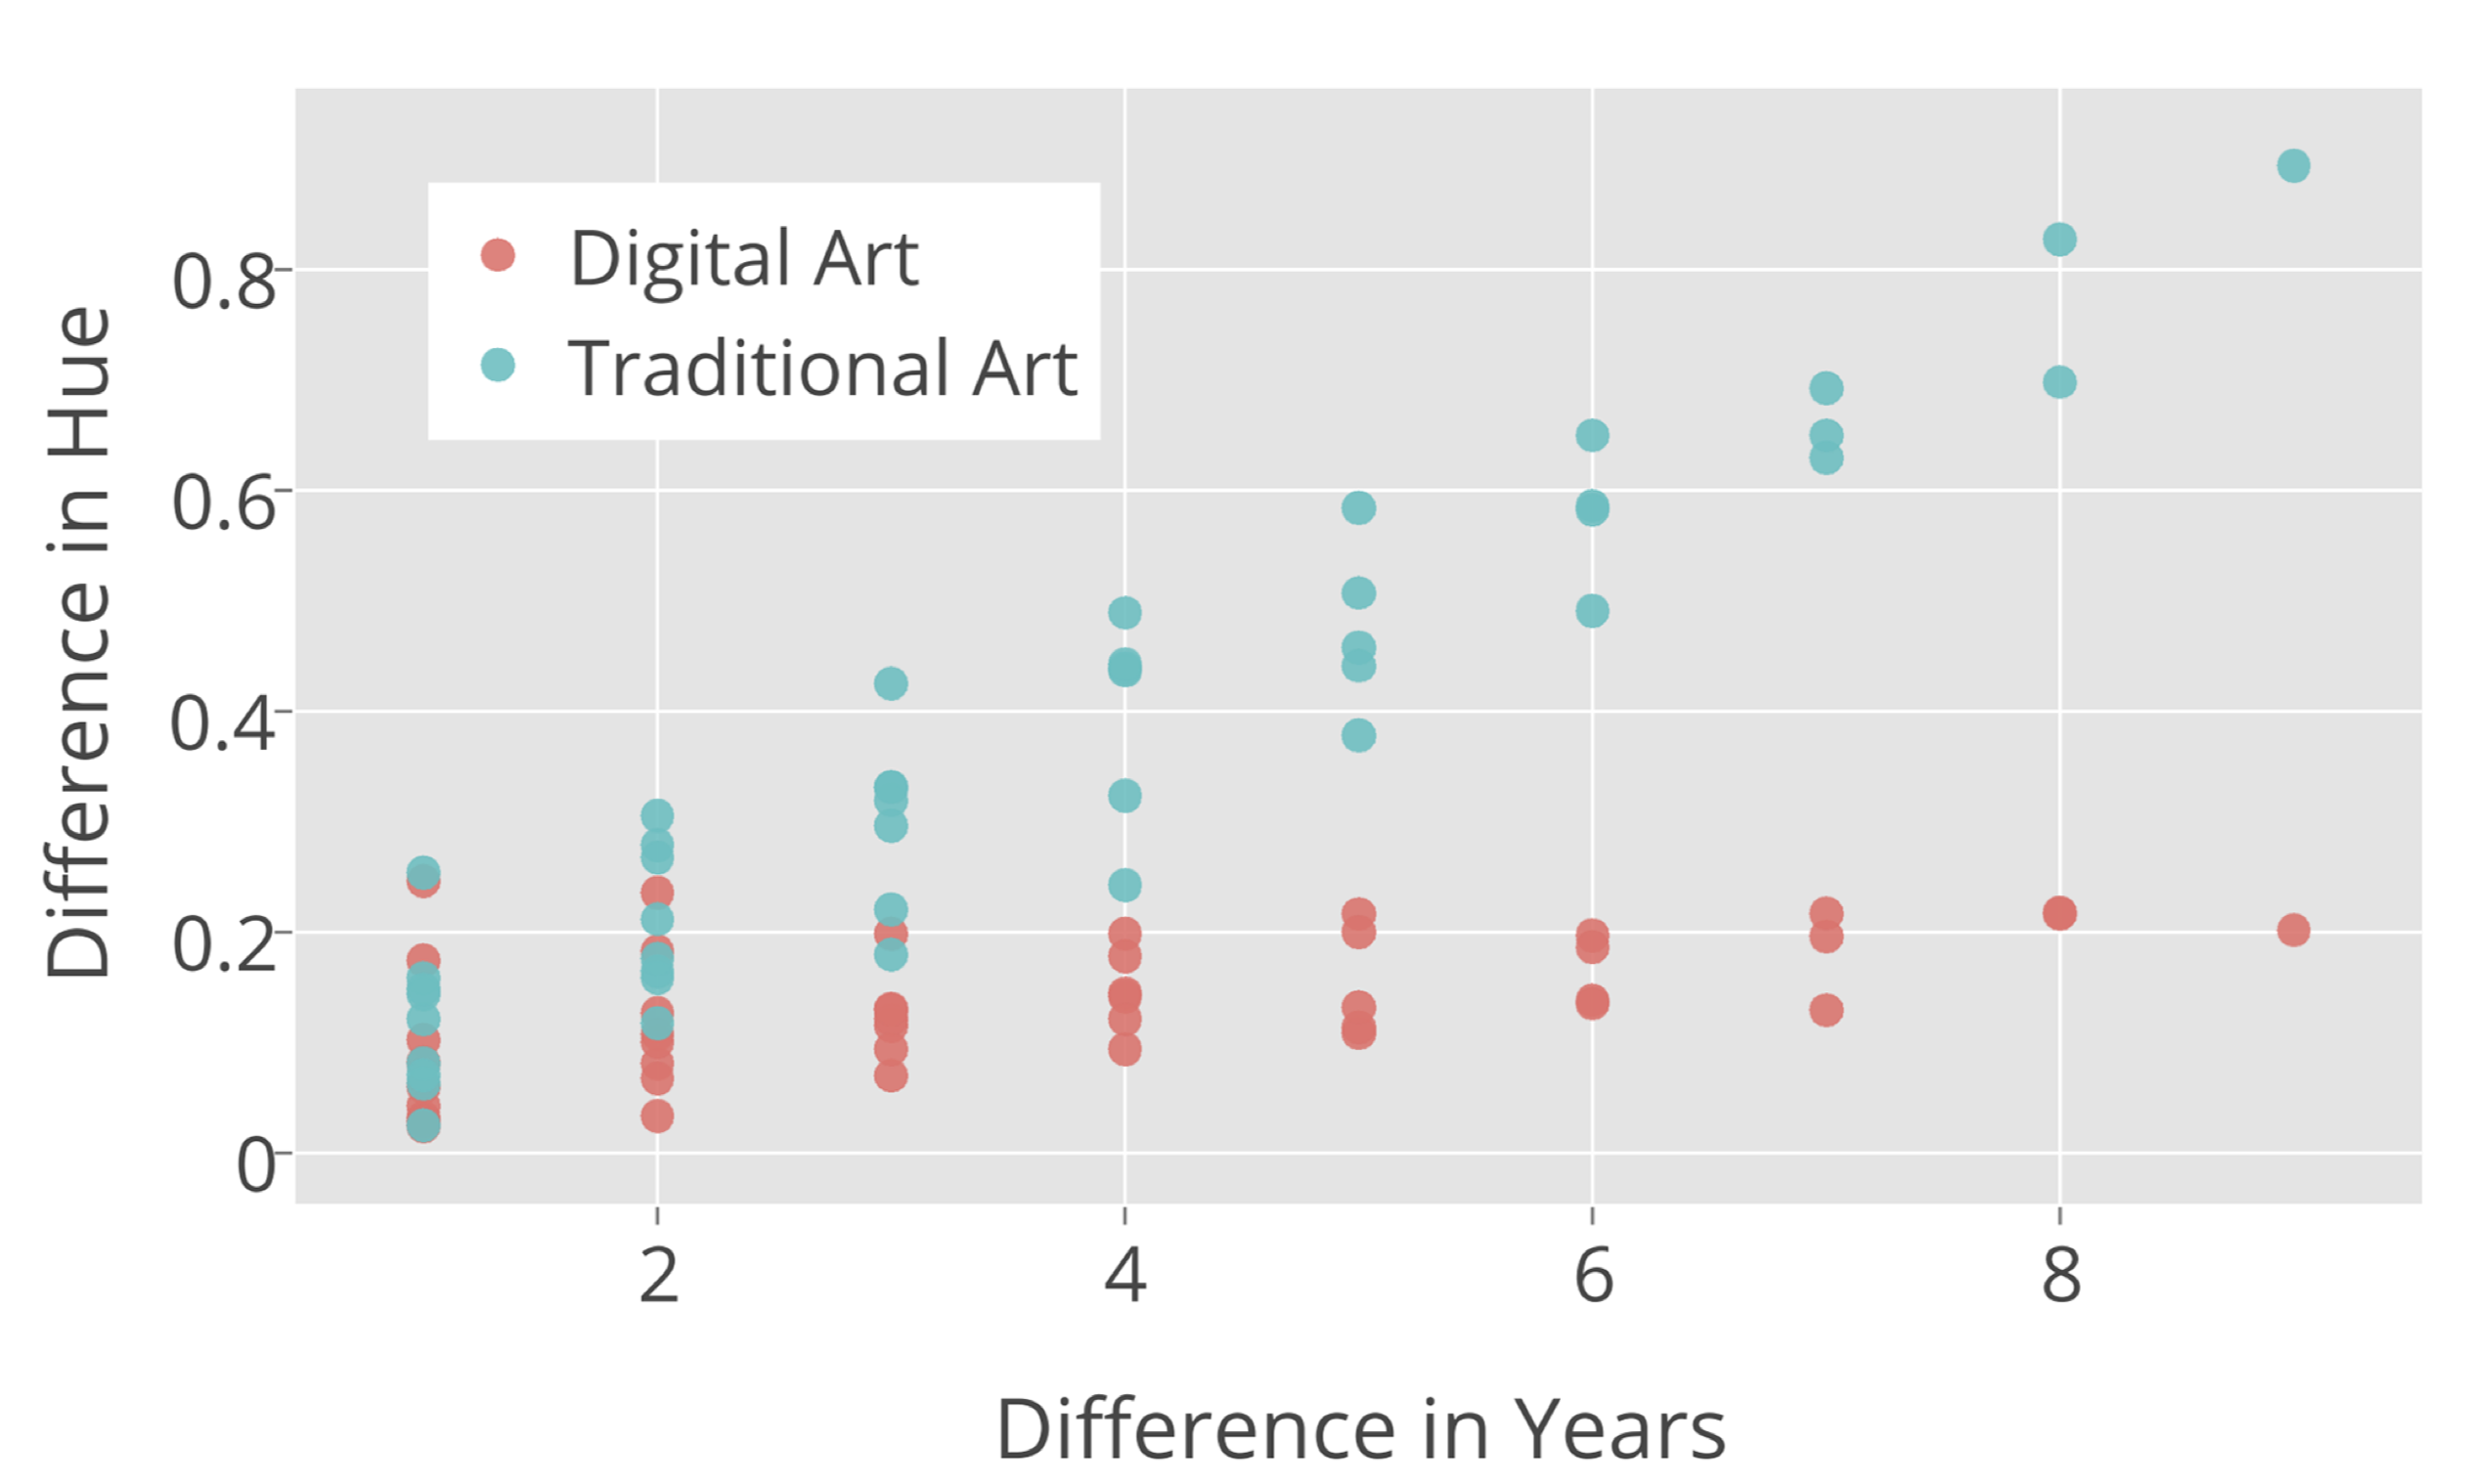 Digital Art
Traditional Art
Difference in Hue
0.8
0.6
0.4
0.2
0
2 4 6 8
Difference in Years